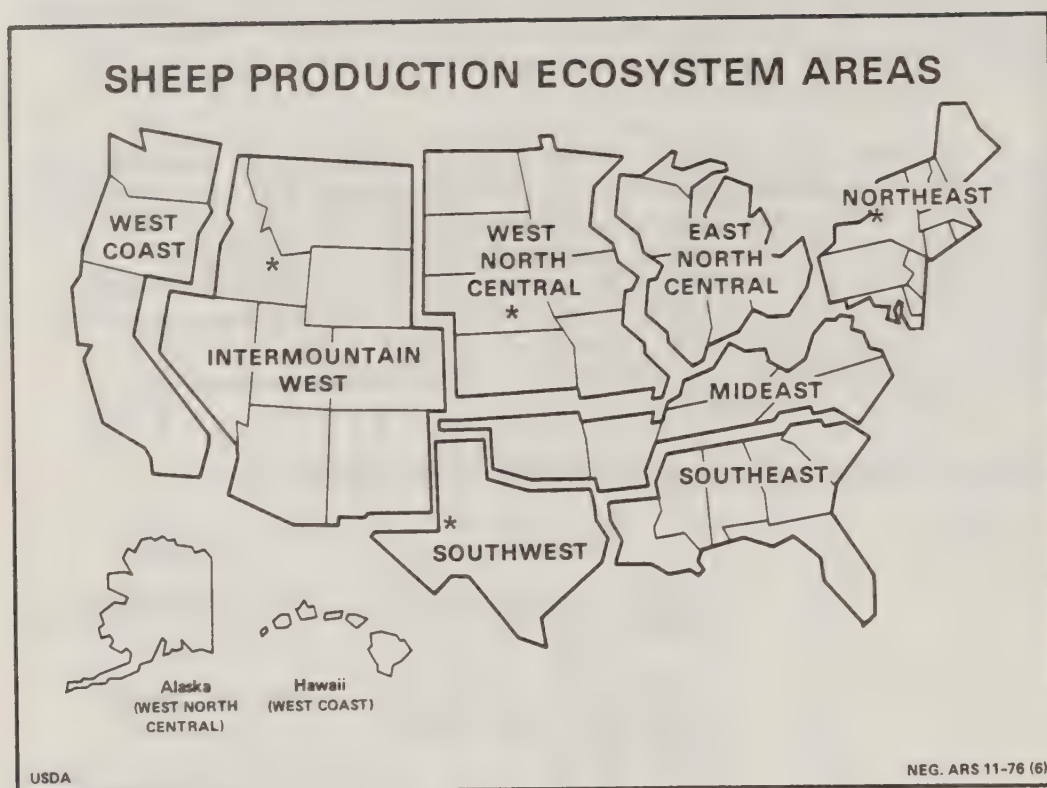 SHEEP PRODUCTION ECOSYSTEM AREAS
WEST
COAST
*
INTERMOUNTAIN
WEST
WEST
NORTH
CENTRAL
*
EAST
NORTH
CENTRAL
NORTHEAST
*
MIDEAST
SOUTHEAST
*
SOUTHWEST
Alaska
(WEST NORTH
CENTRAL)
Hawaii
(WEST COAST)
USDA
NEG. ARS 11-76 (6)